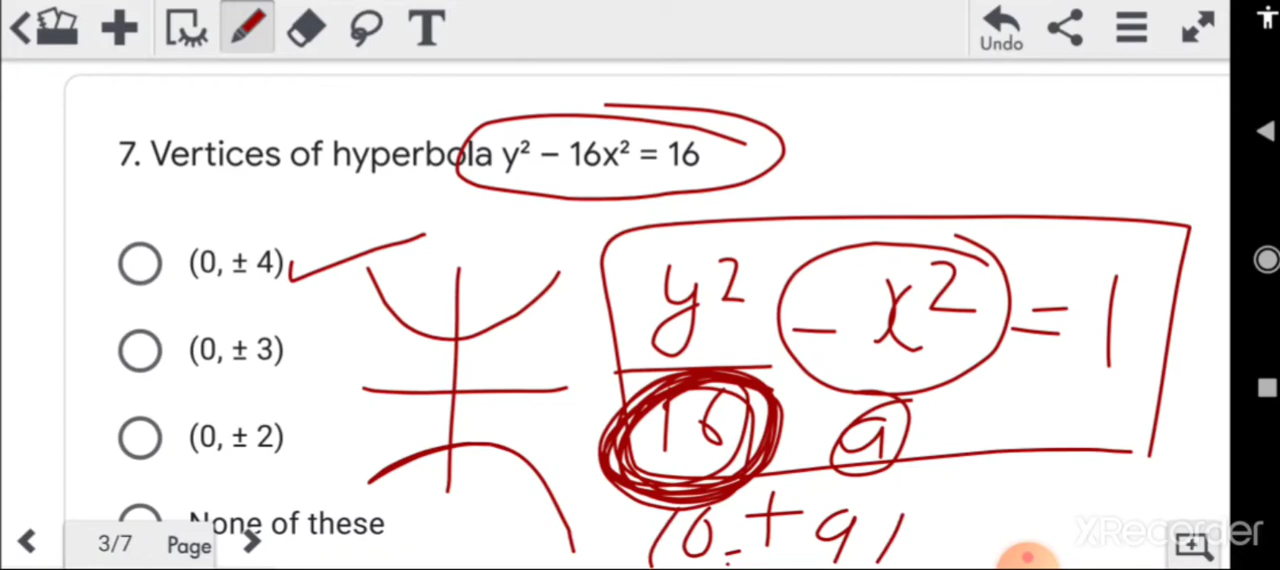 Undo
7. Vertices of hyperbola y² – 16x² = 16
(0, ± 4)
y² – x² = 1
16 a
(0, ± 3)
(0, ± 2)
None of these
(0, ± a)
3/7 Page
XRecorder